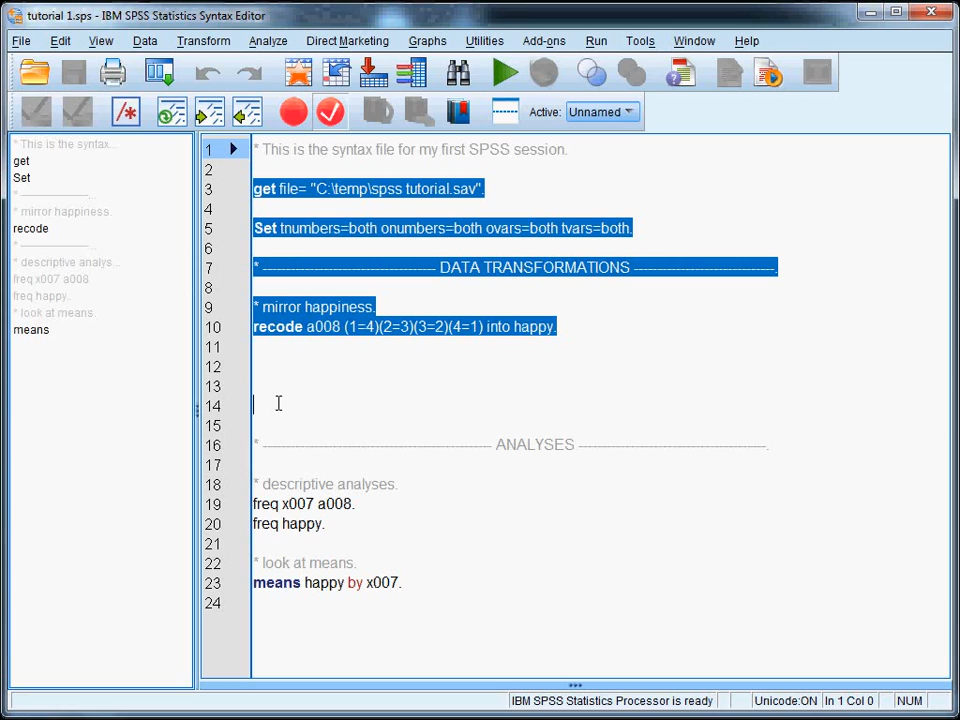 tutorial 1.sps - IBM SPSS Statistics Syntax Editor
File Edit View Data Transform Analyze Direct Marketing Graphs Utilities Add-ons Run Tools Window Help
Active: Unnamed
* This is the syntax...
get
Set
* --------------------...
* mirror happiness.
recode
* --------------------...
* descriptive analys...
freq x007 a008
freq happy.
* look at means.
means
1 * This is the syntax file for my first SPSS session.
2
3 get file= "C:\temp\spss tutorial.sav".
4
5 Set tnumbers=both onumbers=both ovars=both tvars=both.
6
7 * ------------------------------------- DATA TRANSFORMATIONS ------------------------------.
8
9 * mirror happiness.
10 recode a008 (1=4)(2=3)(3=2)(4=1) into happy.
11
12
13
14
15
16 * ------------------------------------------------- ANALYSES ----------------------------------------.
17
18 * descriptive analyses.
19 freq x007 a008.
20 freq happy.
21
22 * look at means.
23 means happy by x007.
24
IBM SPSS Statistics Processor is ready Unicode:ON In 1 Col 0 NUM